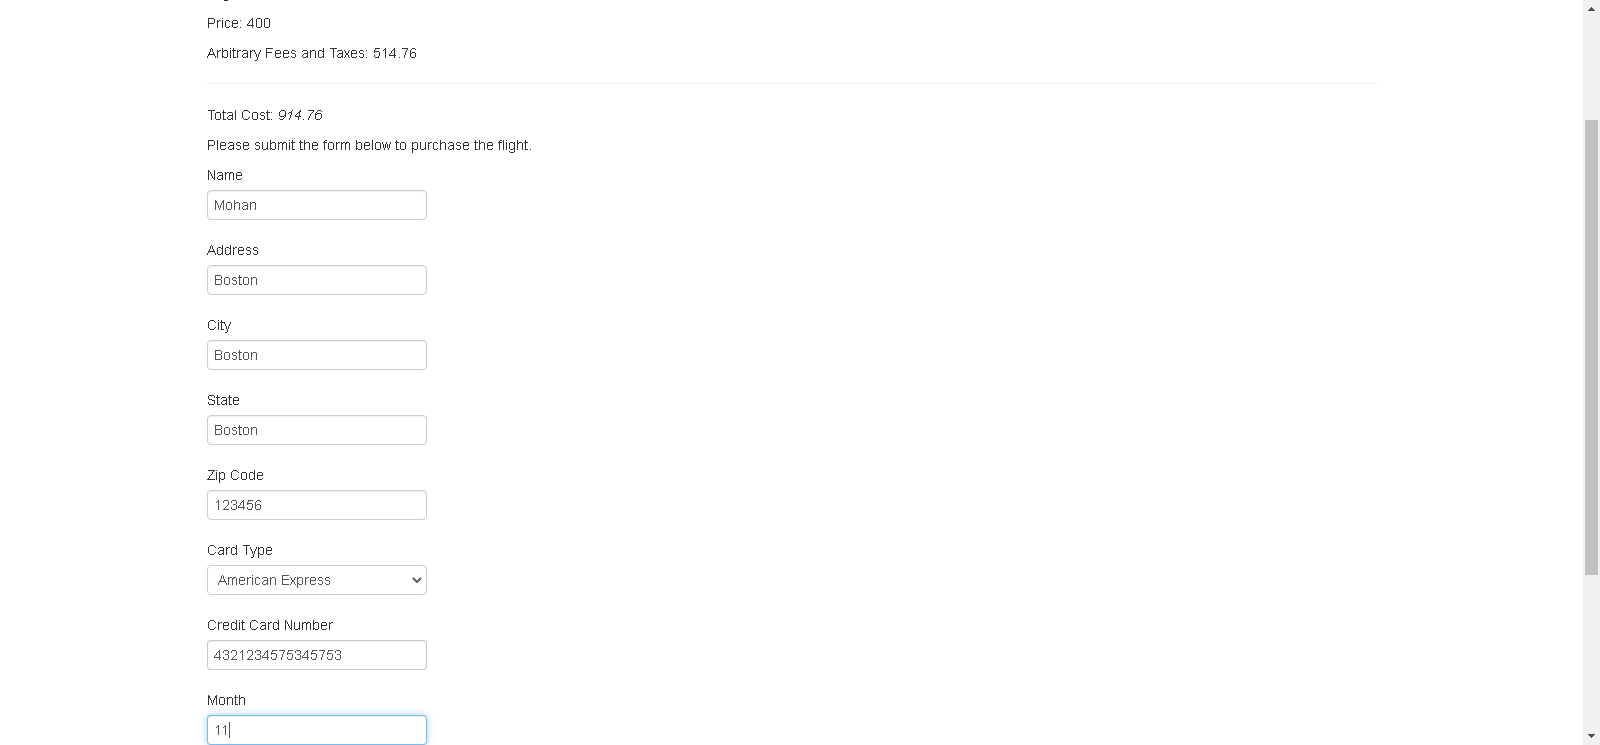 Price: 400
Arbitrary Fees and Taxes: 514.76
Total Cost: 914.76
Please submit the form below to purchase the flight.
Name
Mohan
Address
Boston
City
Boston
State
Boston
Zip Code
123456
Card Type
American Express
Credit Card Number
4321234575345753
Month
11